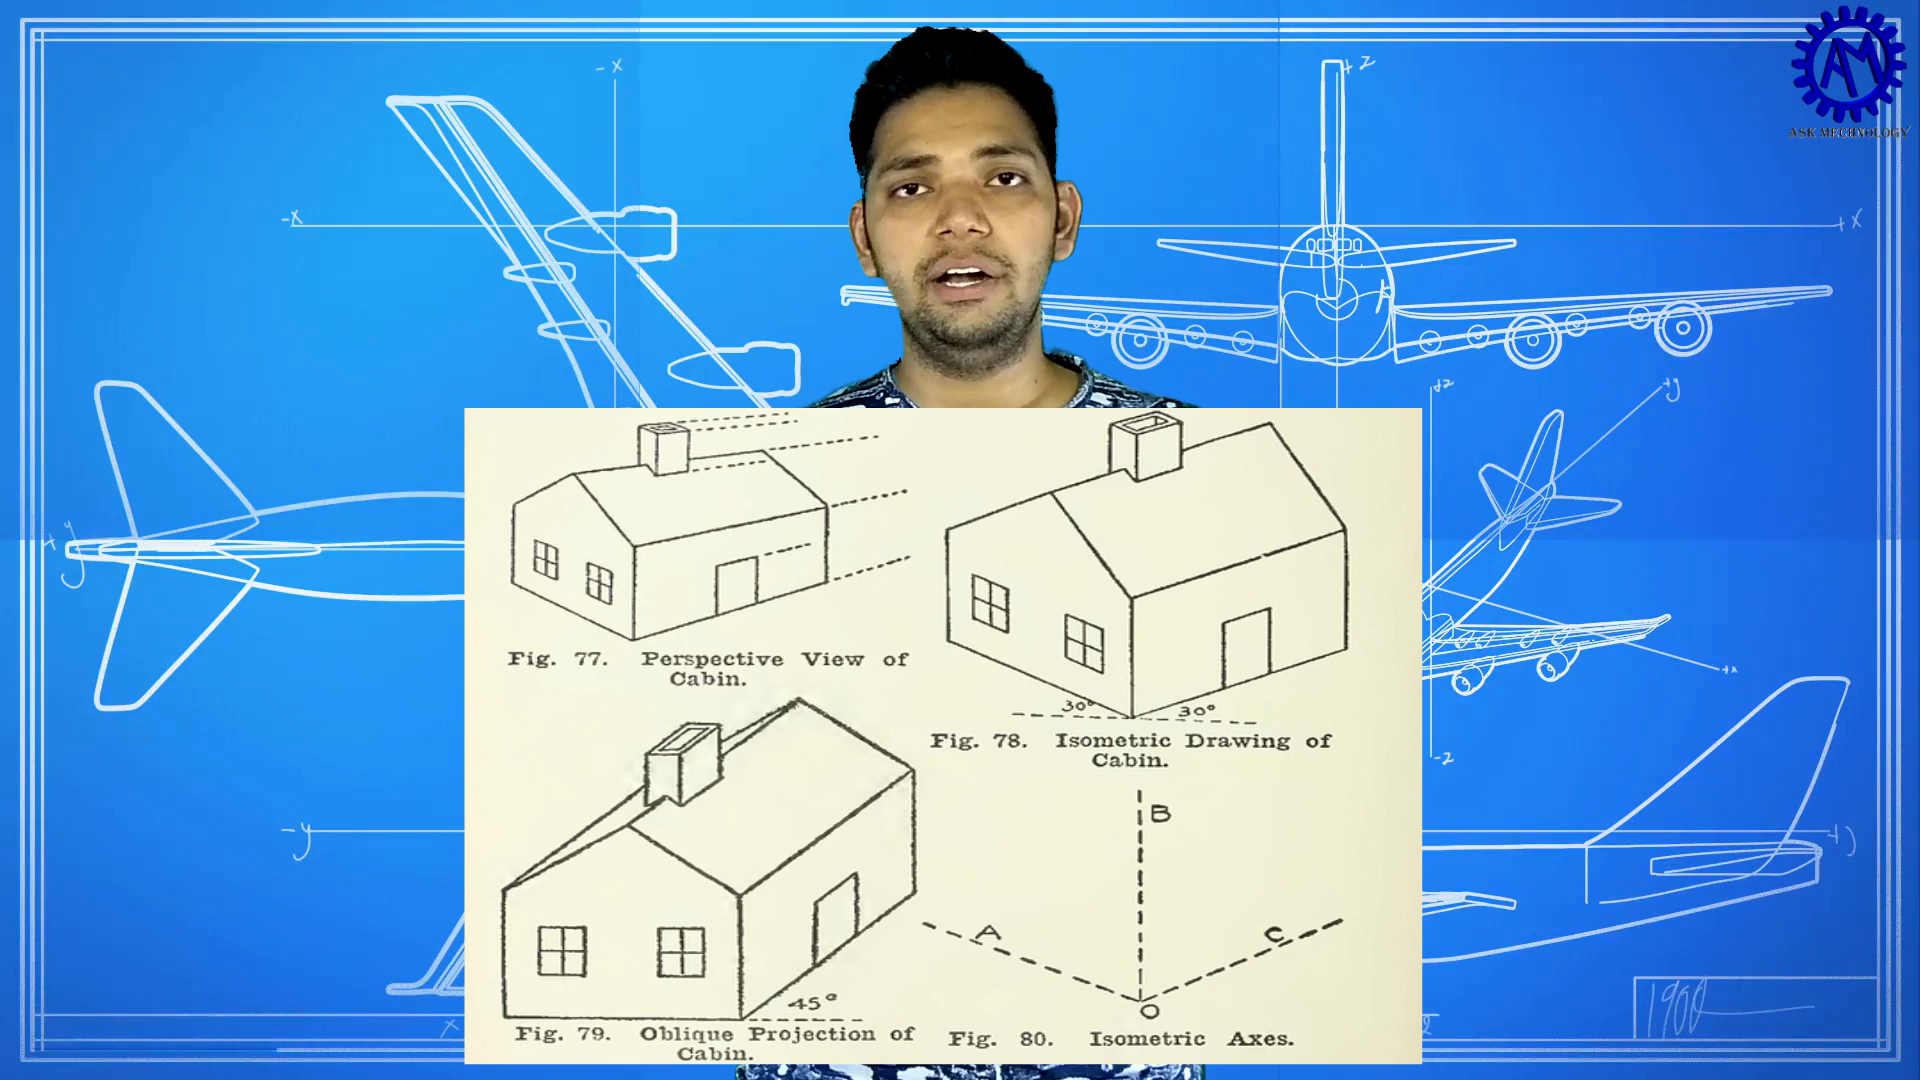 -x
+z
ASK MECHNOLOGY
-x
+x
+z
+y
+y
Fig. 77. Perspective View of
Cabin.
30° 30°
Fig. 78. Isometric Drawing of
Cabin.
+x
-z
B
-y
+y
A
C
45°
O
Fig. 79. Oblique Projection of
Cabin.
Fig. 80. Isometric Axes.
x